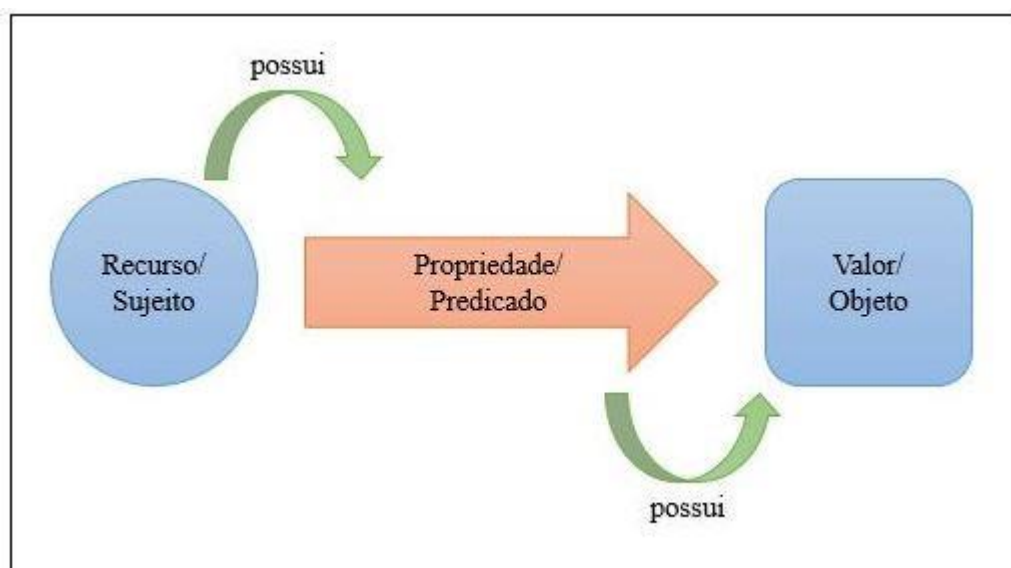 possui
Recurso/
Sujeito
Propriedade/
Predicado
Valor/
Objeto
possui